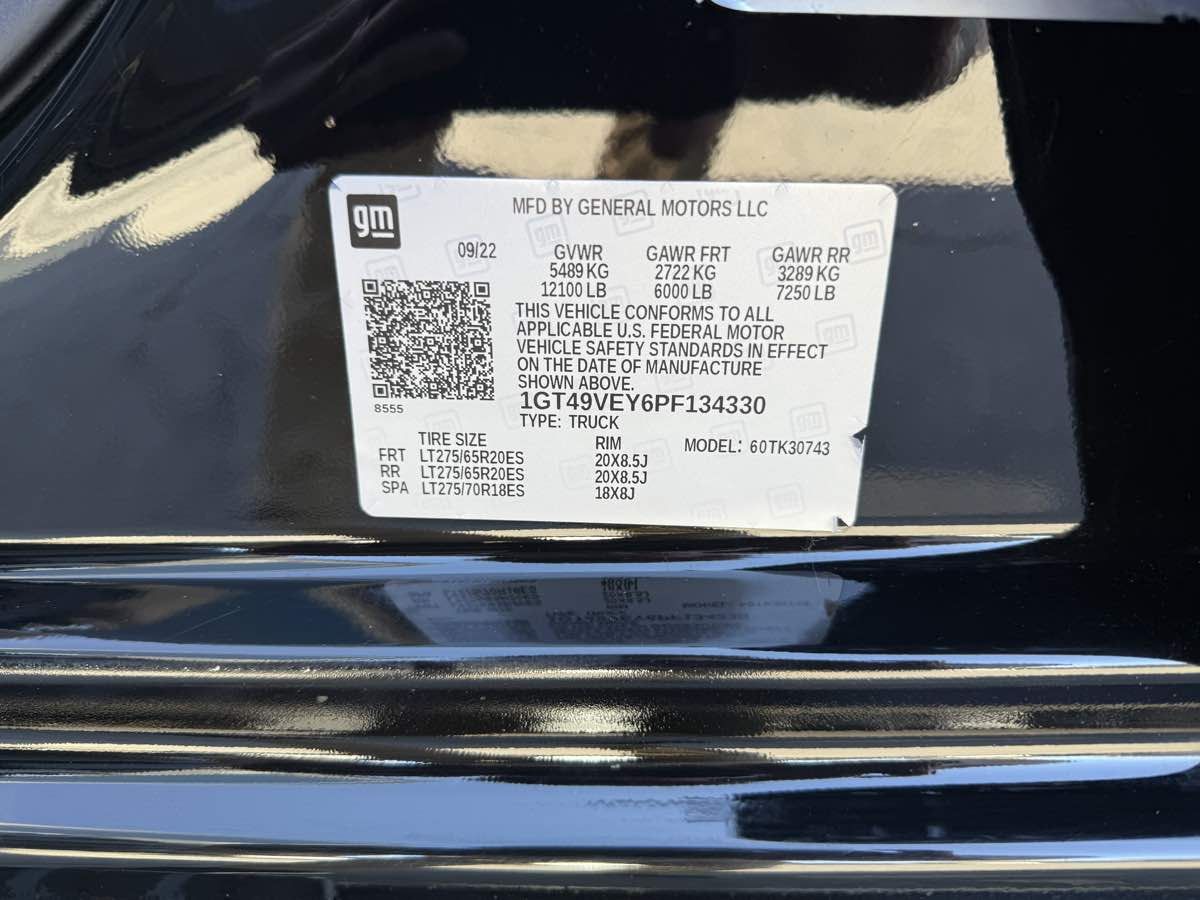 gm
MFD BY GENERAL MOTORS LLC
09/22
GVWR GAWR FRT GAWR RR
5489 KG 2722 KG 3289 KG
12100 LB 6000 LB 7250 LB
THIS VEHICLE CONFORMS TO ALL
APPLICABLE U.S. FEDERAL MOTOR
VEHICLE SAFETY STANDARDS IN EFFECT
ON THE DATE OF MANUFACTURE
SHOWN ABOVE.
8555
1GT49VEY6PF134330
TYPE: TRUCK
TIRE SIZE RIM MODEL: 60TK30743
FRT LT275/65R20ES 20X8.5J
RR LT275/65R20ES 20X8.5J
SPA LT275/70R18ES 18X8J